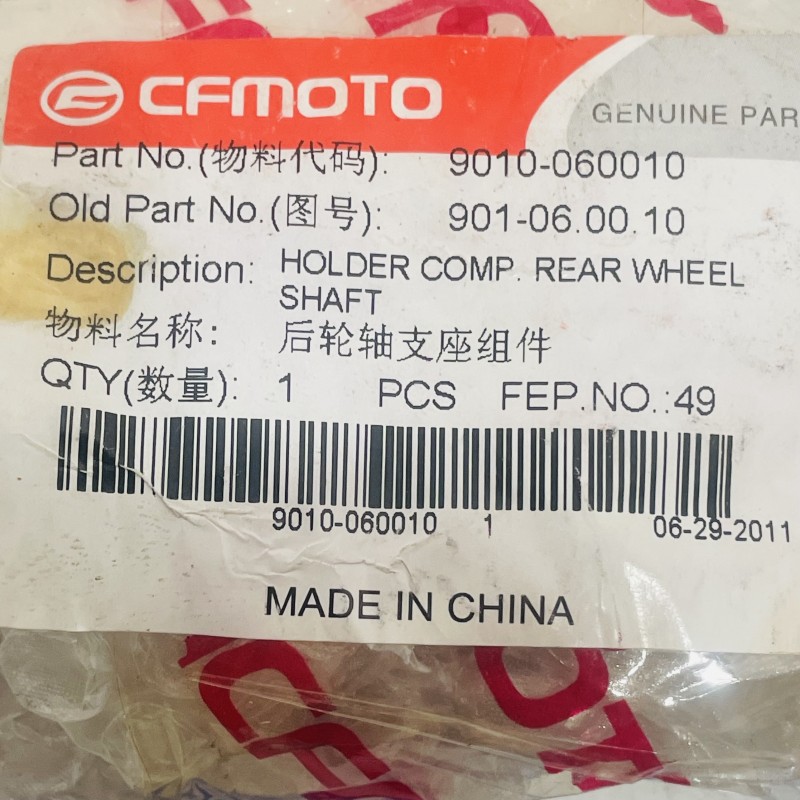 CFMOTO
GENUINE PAR
Part No.(物料代码): 9010-060010
Old Part No.(图号): 901-06.00.10
Description: HOLDER COMP. REAR WHEEL
SHAFT
物料名称: 后轮轴支座组件
QTY(数量): 1 PCS FEP.NO.:49
9010-060010 1 06-29-2011
MADE IN CHINA